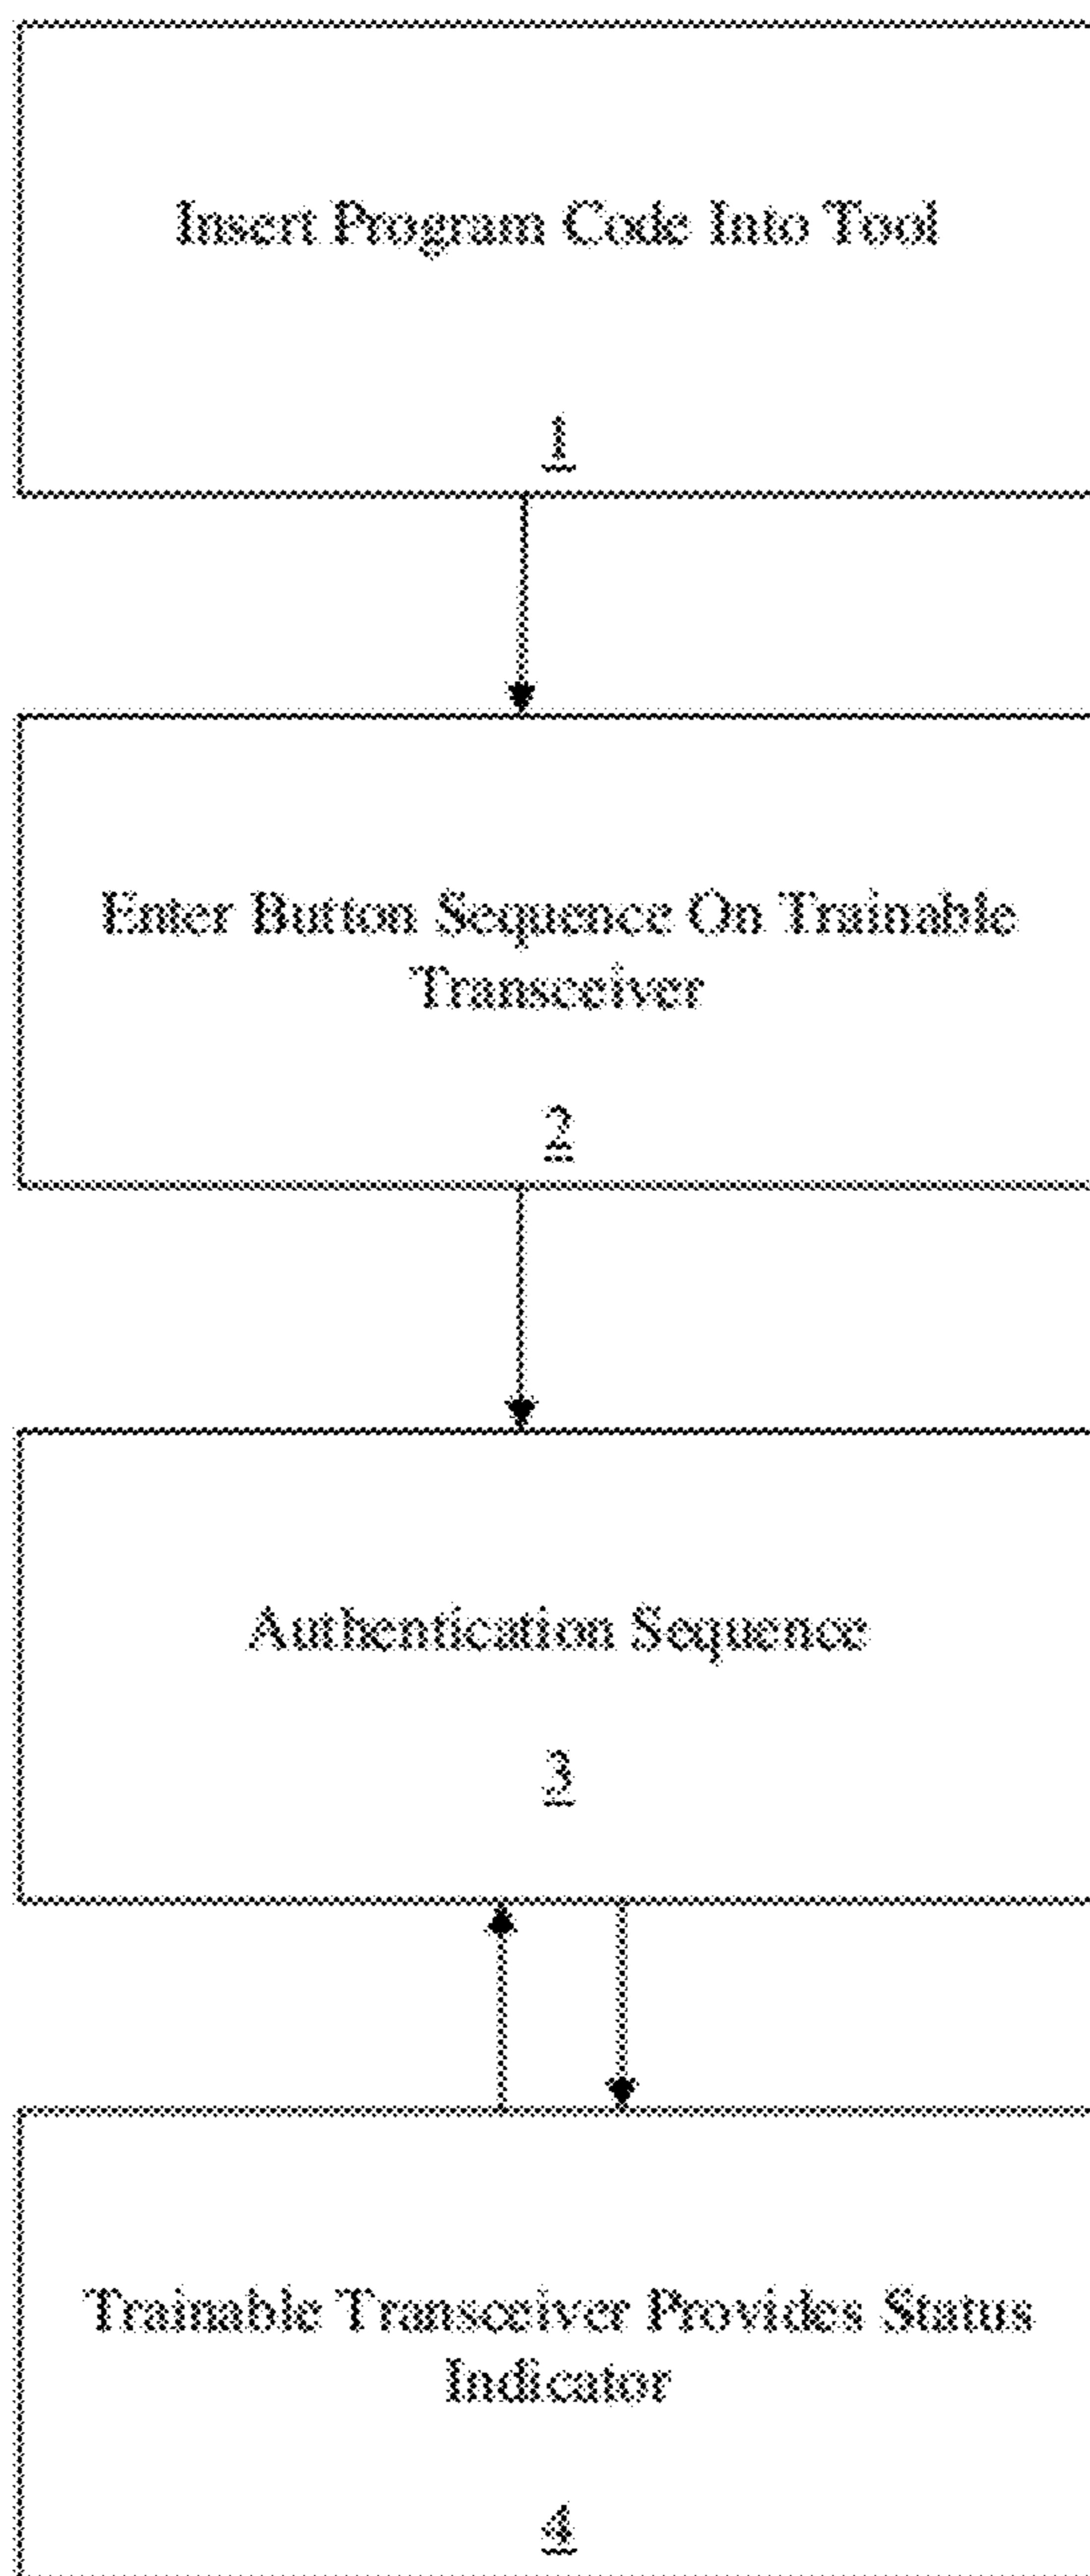 Insert Program Code Into Tool
1
Enter Button Sequence On Trainable
Transceiver
2
Authentication Sequence
3
Trainable Transceiver Provides Status
Indicator
4